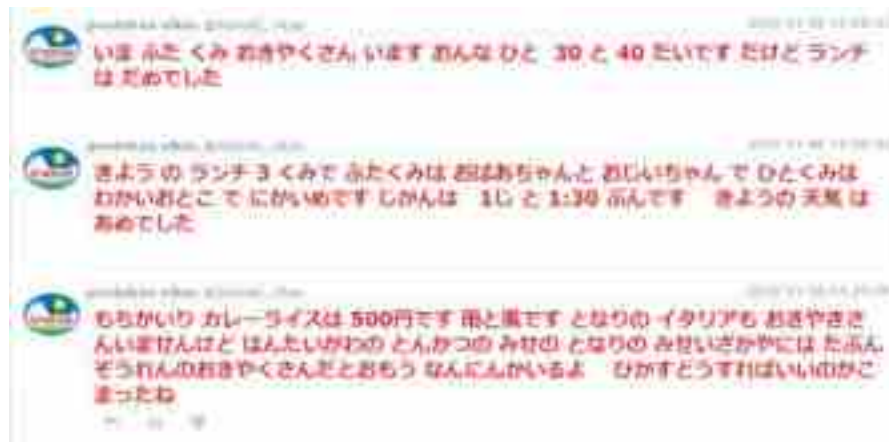 いま ふた くみ おきやくさん います おんな ひと 30 と 40 たいです だけど ランチ
は だめでした
きようの ランチ 3 くみで ふたくみは おばあちゃんと おじいちゃん で ひとくみは
わかいおとこ で にかいめです じかんは 1じ と 1:30 ぷんです きようの 天気 は
あめでした
もちかいり カレーライスは 500円です 雨と風です となりの イタリアも おきやきさ
んいませんけど はんたいがわの とんかつの みせの となりの みせいざかやには たぶん
ぞうれんのおきやくさんだとおもう なんにんかいるよ ひがすどうすればいいのかこ
まったね